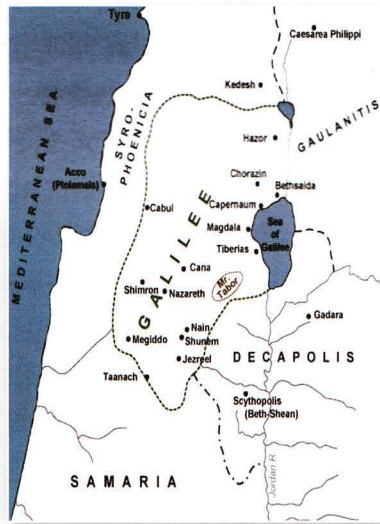 Tyre
Caesarea Philippi
Kedesh
MEDITERRANEAN SEA
SYRO-
PHOENICIA
Hazor
GAULANITIS
Acco
(Ptolemais)
Chorazin
Bethsaida
Cabul
Capernaum
GALILEE
Magdala
Sea
of
Galilee
Tiberias
Cana
Shimron
Nazareth
Mt.
Tabor
Gadara
Nain
Megiddo
Shunem
DECAPOLIS
Jezreel
Taanach
Scythopolis
(Beth-Shean)
SAMARIA
Jordan R.